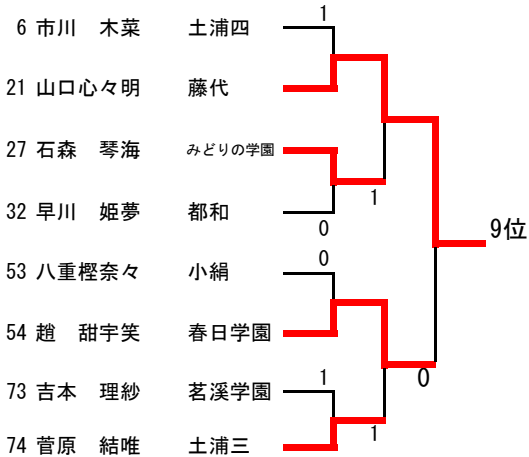 1
6 市川 木菜 土浦四
21 山口心々明 藤代
27 石森 琴海 みどりの学園
1
32 早川 姫夢 都和
0
9位
0
53 八重樫奈々 小絹
54 趙 甜宇笑 春日学園
0
1
73 吉本 理紗 茗溪学園
1
74 菅原 結唯 土浦三